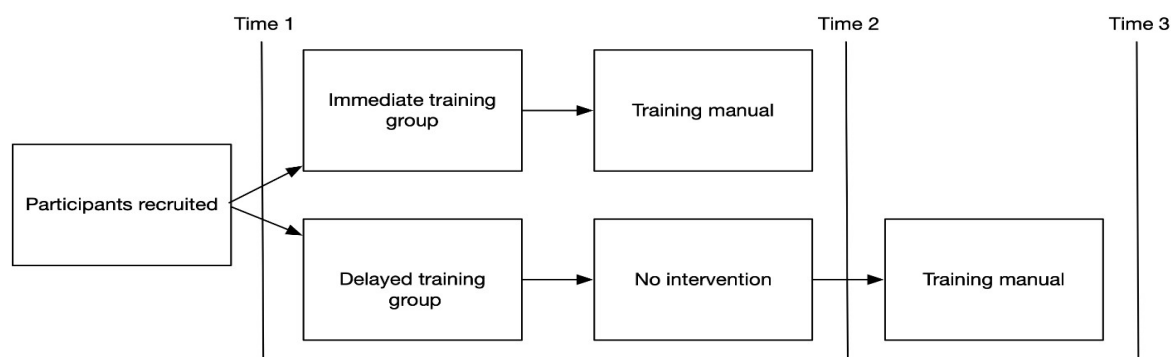 Time 1
Time 2
Time 3
Immediate training
group
Training manual
Participants recruited
Delayed training
group
No intervention
Training manual